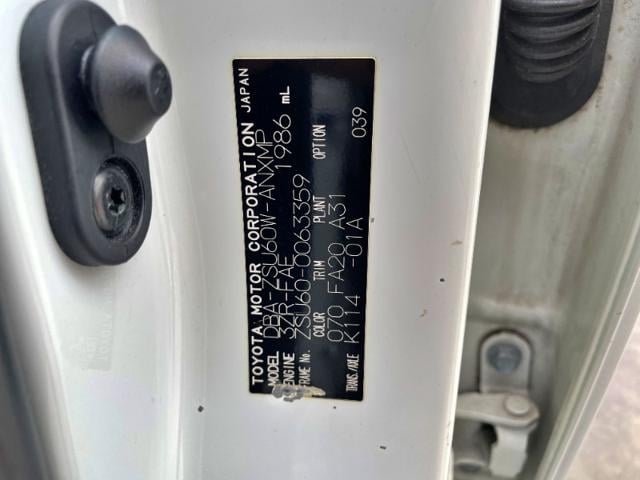 TOYOTA MOTOR CORPORATION JAPAN
MODEL DBA-ZSU60W-ANXMP
ENGINE 3ZR-FAE 1986 mL
FRAME No. ZSU60-0063359
COLOR TRIM PLANT OPTION
070 FA20 A31 039
TRANS./AXLE K114 -01A